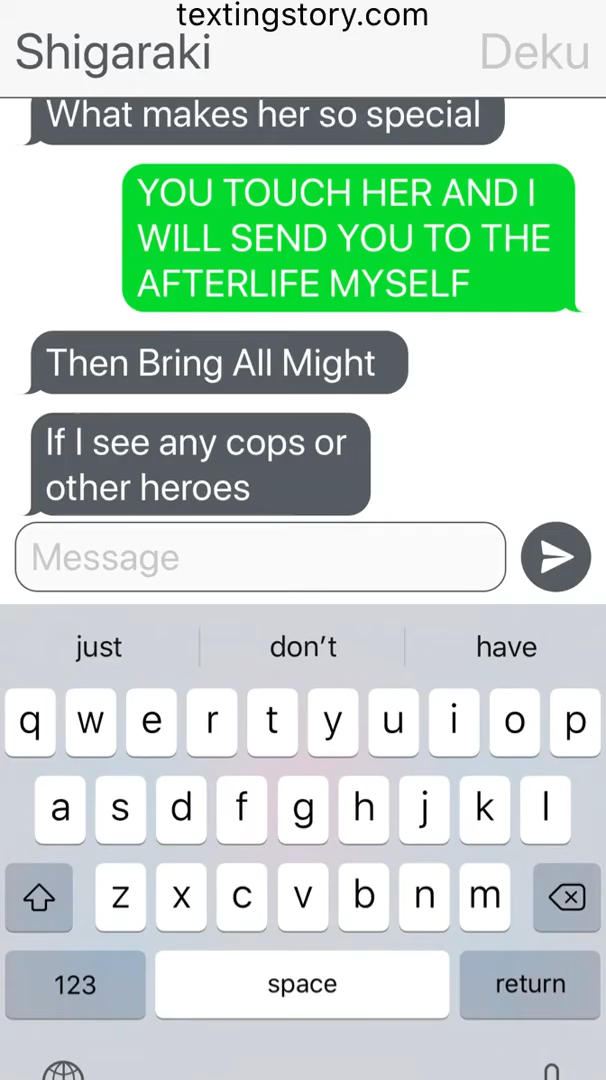 textingstory.com
Shigaraki Deku
What makes her so special
YOU TOUCH HER AND I
WILL SEND YOU TO THE
AFTERLIFE MYSELF
Then Bring All Might
If I see any cops or
other heroes
Message
just don't have
q w e r t y u i o p
a s d f g h j k l
z x c v b n m
123 space return